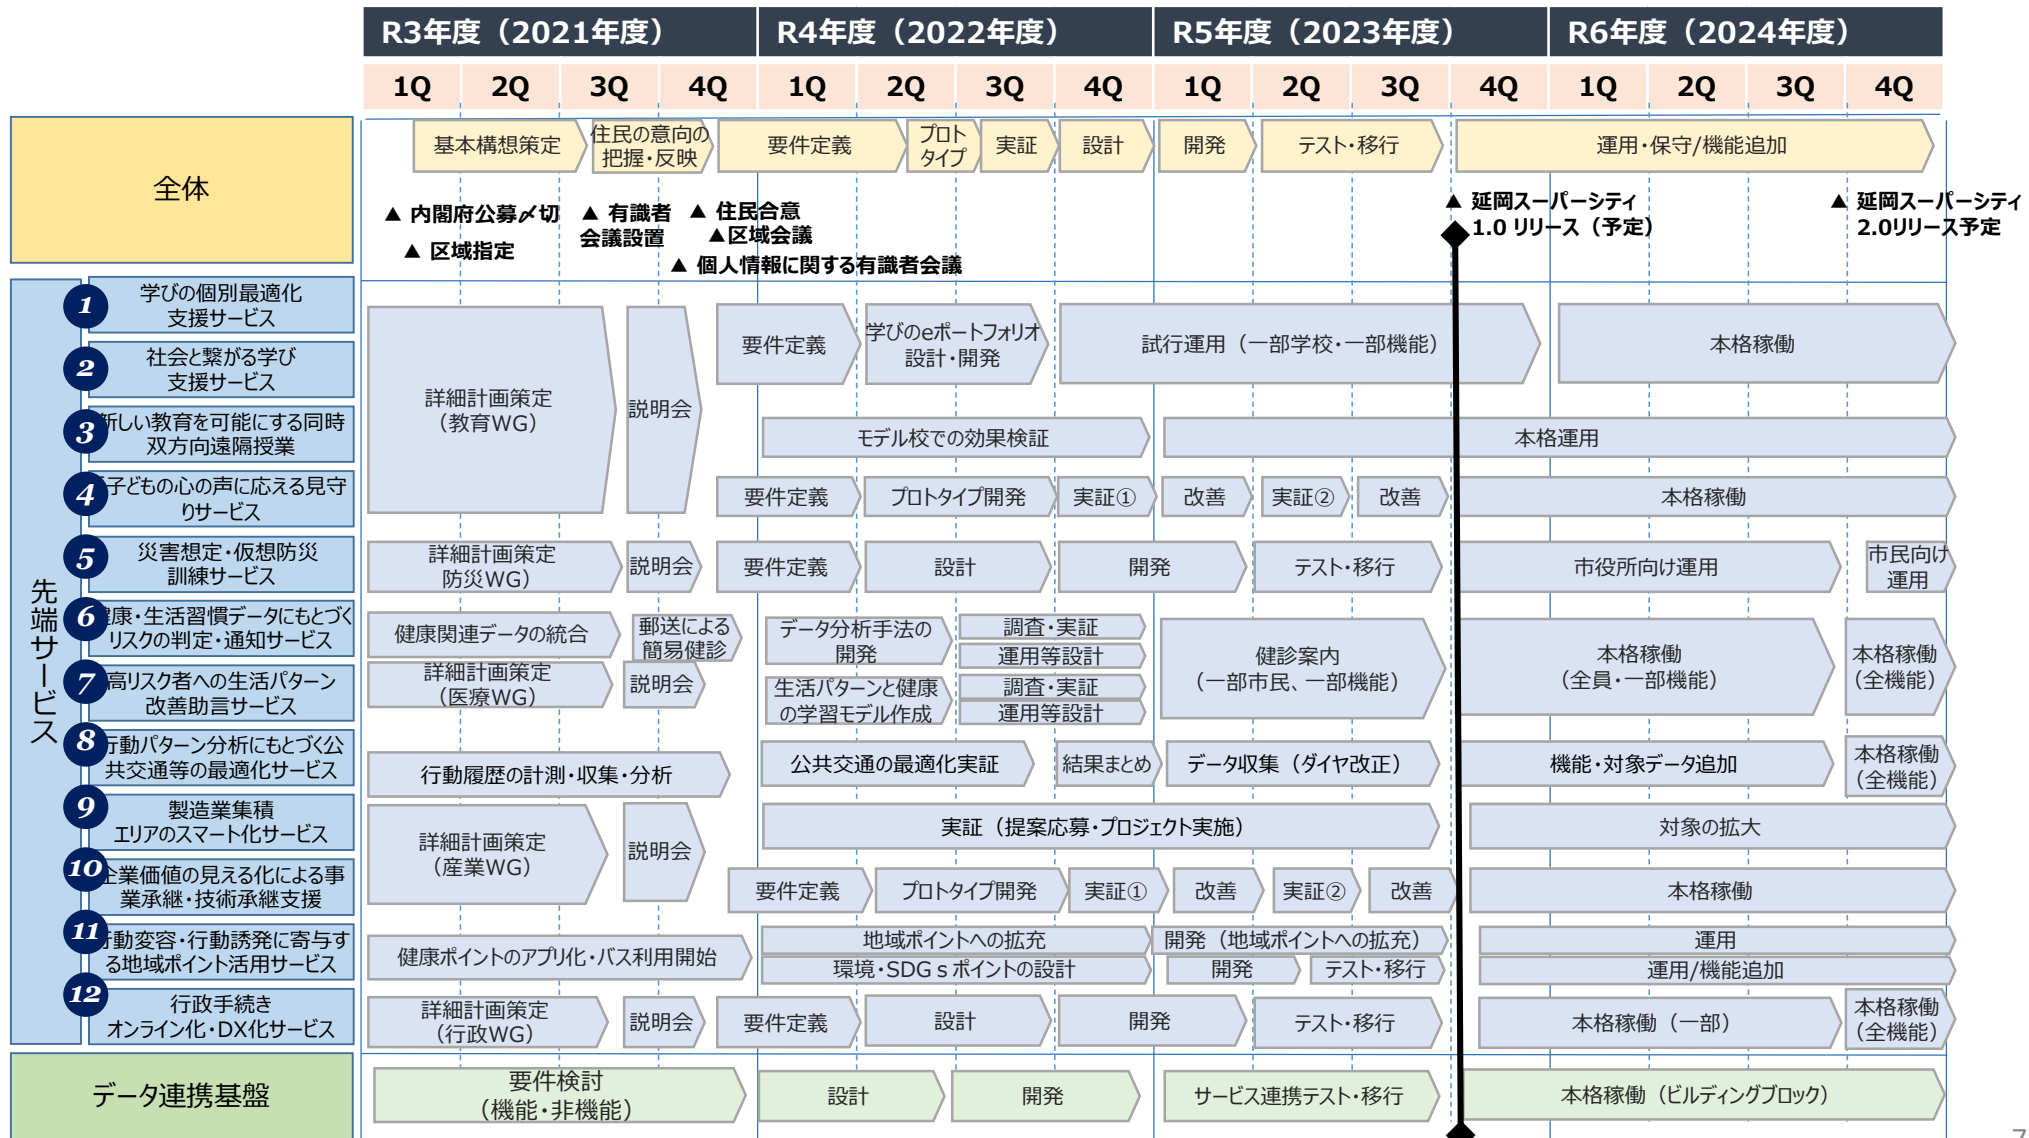 R3年度（2021年度）
R4年度（2022年度）
R5年度（2023年度）
R6年度（2024年度）
1Q
2Q
3Q
4Q
1Q
2Q
3Q
4Q
1Q
2Q
3Q
4Q
1Q
2Q
3Q
4Q
全体
基本構想策定
住民の意向の
把握・反映
要件定義
プロト
タイプ
実証
設計
開発
テスト・移行
運用・保守/機能追加
▲ 内閣府公募〆切
▲ 区域指定
▲ 有識者
会議設置
▲ 住民合意
▲区域会議
▲ 個人情報に関する有識者会議
▲ 延岡スーパーシティ
1.0 リリース（予定）
▲ 延岡スーパーシティ
2.0リリース予定
先端サービス
1
学びの個別最適化
支援サービス
2
社会と繋がる学び
支援サービス
3
新しい教育を可能にする同時
双方向遠隔授業
4
子どもの心の声に応える見守
りサービス
詳細計画策定
（教育WG）
説明会
要件定義
学びのeポートフォリオ
設計・開発
試行運用（一部学校・一部機能）
本格稼働
モデル校での効果検証
本格運用
要件定義
プロトタイプ開発
実証①
改善
実証②
改善
本格稼働
5
災害想定・仮想防災
訓練サービス
詳細計画策定
防災WG）
説明会
要件定義
設計
開発
テスト・移行
市役所向け運用
市民向け
運用
6
健康・生活習慣データにもとづく
リスクの判定・通知サービス
健康関連データの統合
郵送による
簡易健診
データ分析手法の
開発
調査・実証
運用等設計
健診案内
（一部市民、一部機能）
本格稼働
（全員・一部機能）
本格稼働
（全機能）
7
高リスク者への生活パターン
改善助言サービス
詳細計画策定
（医療WG）
説明会
生活パターンと健康
の学習モデル作成
調査・実証
運用等設計
8
行動パターン分析にもとづく公
共交通等の最適化サービス
行動履歴の計測・収集・分析
公共交通の最適化実証
結果まとめ
データ収集（ダイヤ改正）
機能・対象データ追加
本格稼働
（全機能）
9
製造業集積
エリアのスマート化サービス
詳細計画策定
（産業WG）
説明会
実証（提案応募・プロジェクト実施）
対象の拡大
10
企業価値の見える化による事
業承継・技術承継支援
要件定義
プロトタイプ開発
実証①
改善
実証②
改善
本格稼働
11
行動変容・行動誘発に寄与す
る地域ポイント活用サービス
健康ポイントのアプリ化・バス利用開始
地域ポイントへの拡充
開発（地域ポイントへの拡充）
運用
環境・SDGｓポイントの設計
開発
テスト・移行
運用/機能追加
12
行政手続き
オンライン化・DX化サービス
詳細計画策定
（行政WG）
説明会
要件定義
設計
開発
テスト・移行
本格稼働（一部）
本格稼働
（全機能）
データ連携基盤
要件検討
（機能・非機能）
設計
開発
サービス連携テスト・移行
本格稼働（ビルディングブロック）
7